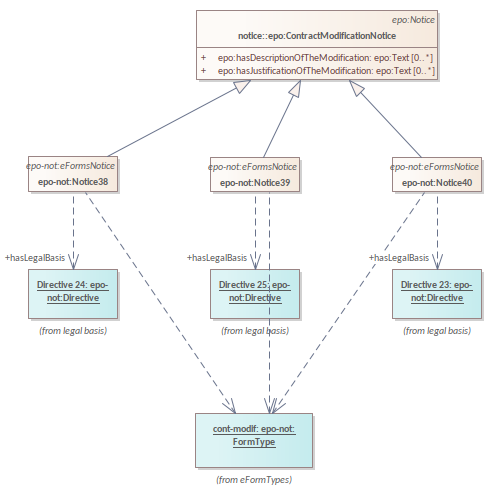 epo:Notice
notice::epo:ContractModificationNotice
+ epo:hasDescriptionOfTheModification: epo:Text [0..*]
+ epo:hasJustificationOfTheModification: epo:Text [0..*]
epo-not:eFormsNotice
epo-not:Notice38
epo-not:eFormsNotice
epo-not:Notice39
epo-not:eFormsNotice
epo-not:Notice40
+hasLegalBasis
+hasLegalBasis
+hasLegalBasis
Directive 24: epo-
not:Directive
(from legal basis)
Directive 25: epo-
not:Directive
(from legal basis)
Directive 23: epo-
not:Directive
(from legal basis)
cont-modif: epo-not:
FormType
(from eFormTypes)